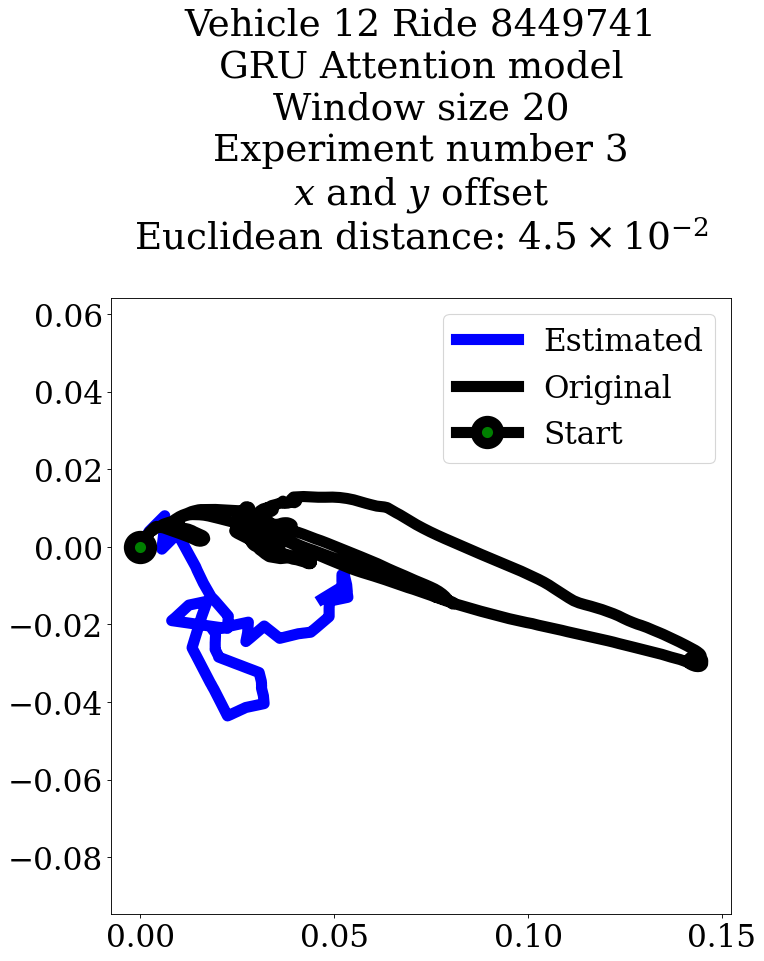 Vehicle 12 Ride 8449741
GRU Attention model
Window size 20
Experiment number 3
x and y offset
Euclidean distance: 4.5 × 10⁻²
Estimated
Original
Start
0.06
0.04
0.02
0.00
−0.02
−0.04
−0.06
−0.08
0.00 0.05 0.10 0.15